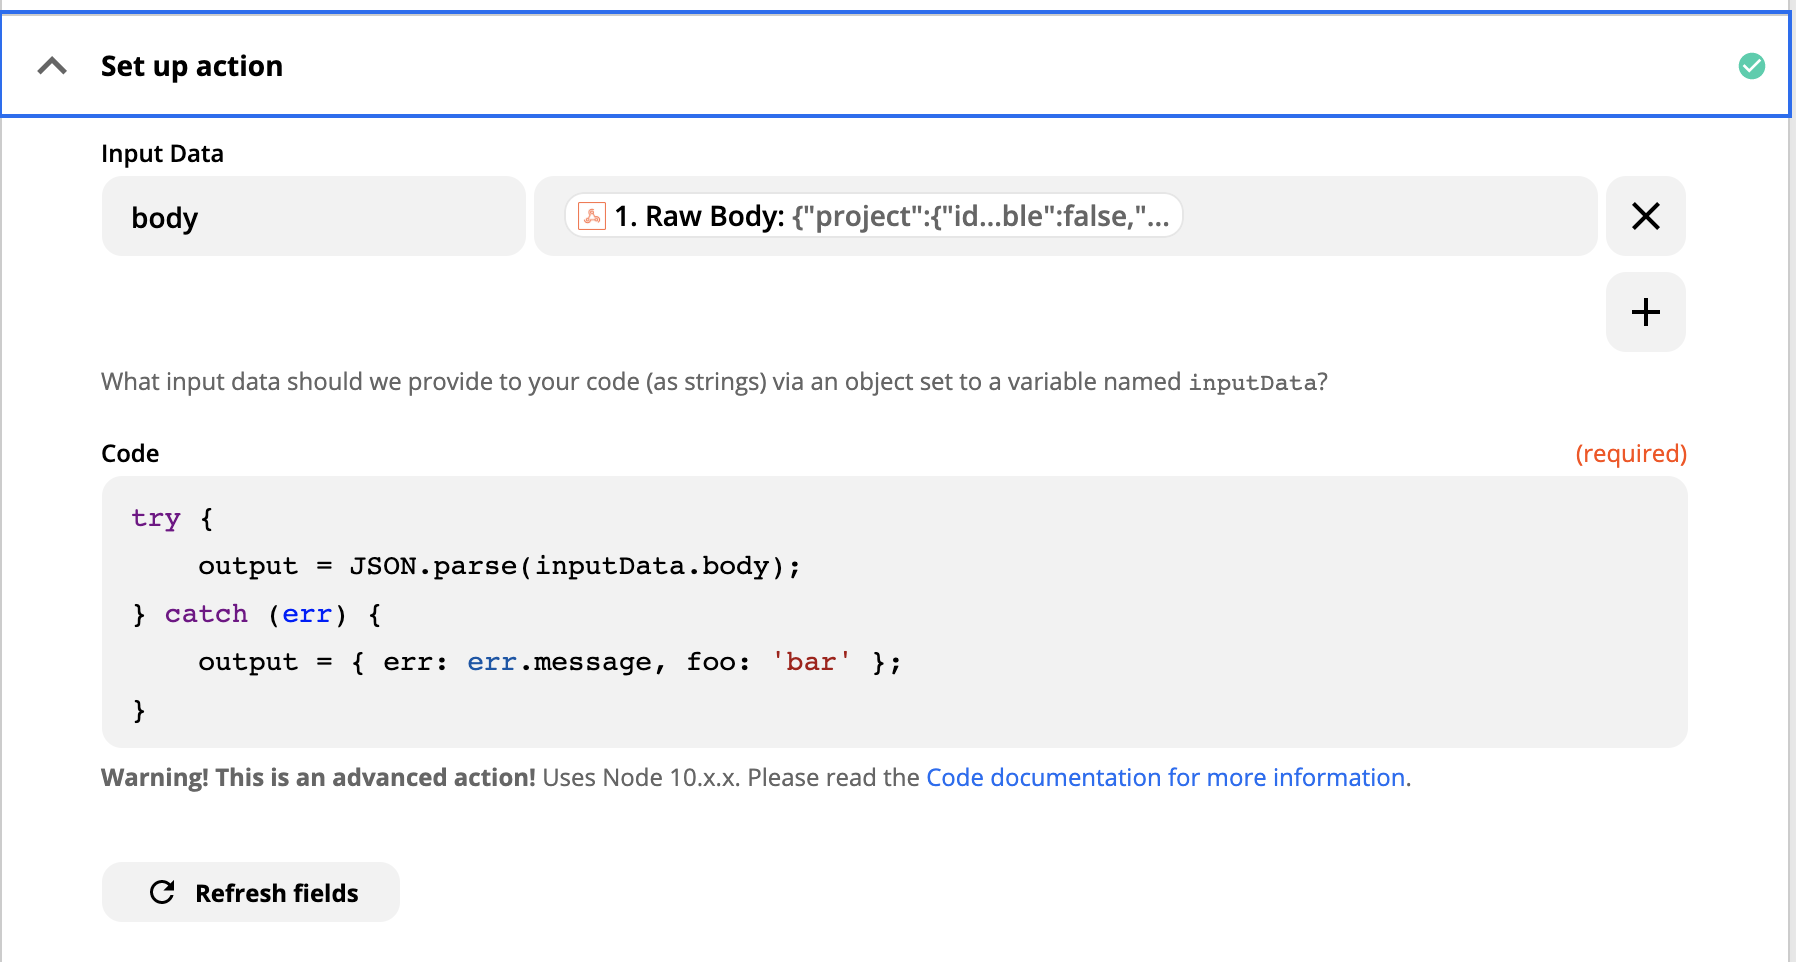 Set up action
Input Data
body
1. Raw Body: {"project":{"id...ble":false,"...
What input data should we provide to your code (as strings) via an object set to a variable named inputData?
Code
(required)
try {
    output = JSON.parse(inputData.body);
} catch (err) {
    output = { err: err.message, foo: 'bar' };
}
Warning! This is an advanced action! Uses Node 10.x.x. Please read the Code documentation for more information.
Refresh fields